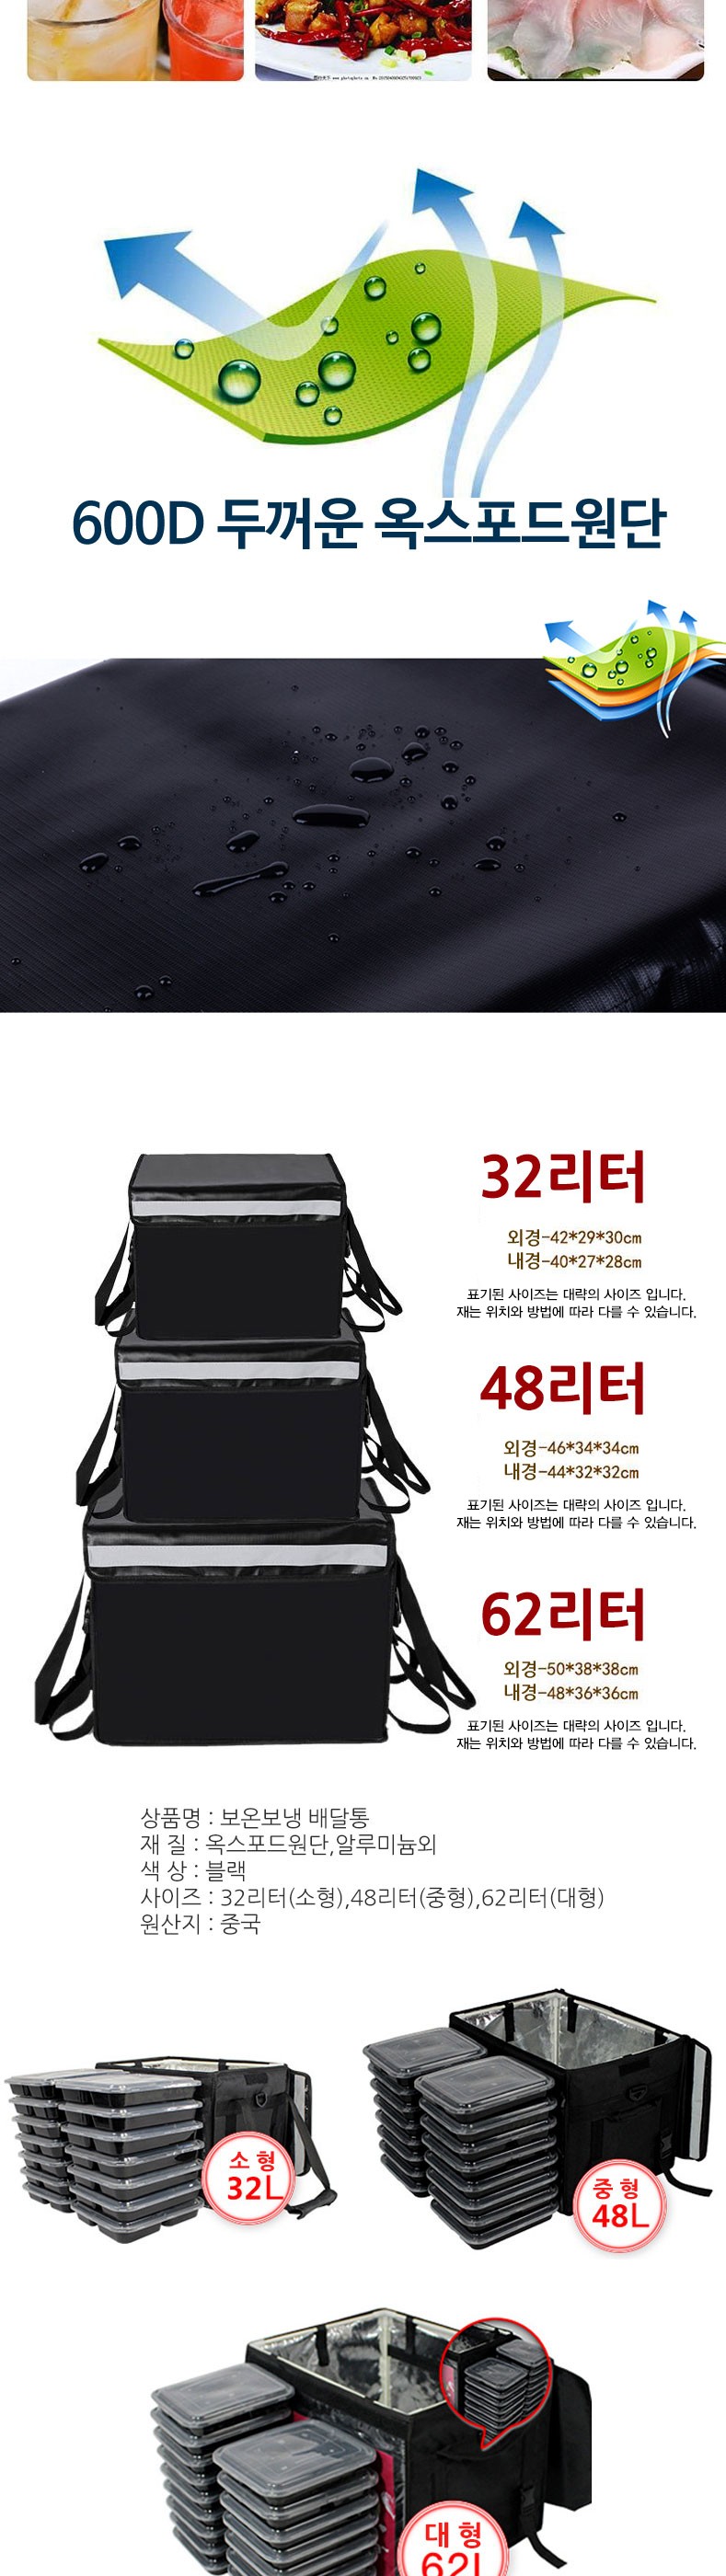 600D 두꺼운 옥스포드원단
32리터
외경-42*29*30cm
내경-40*27*28cm
표기된 사이즈는 대략의 사이즈 입니다.
재는 위치와 방법에 따라 다를 수 있습니다.
48리터
외경-46*34*34cm
내경-44*32*32cm
표기된 사이즈는 대략의 사이즈 입니다.
재는 위치와 방법에 따라 다를 수 있습니다.
62리터
외경-50*38*38cm
내경-48*36*36cm
표기된 사이즈는 대략의 사이즈 입니다.
재는 위치와 방법에 따라 다를 수 있습니다.
상품명 : 보온보냉 배달통
재 질 : 옥스포드원단,알루미늄외
색 상 : 블랙
사이즈 : 32리터(소형),48리터(중형),62리터(대형)
원산지 : 중국
소 형
32L
중 형
48L
대 형
62L